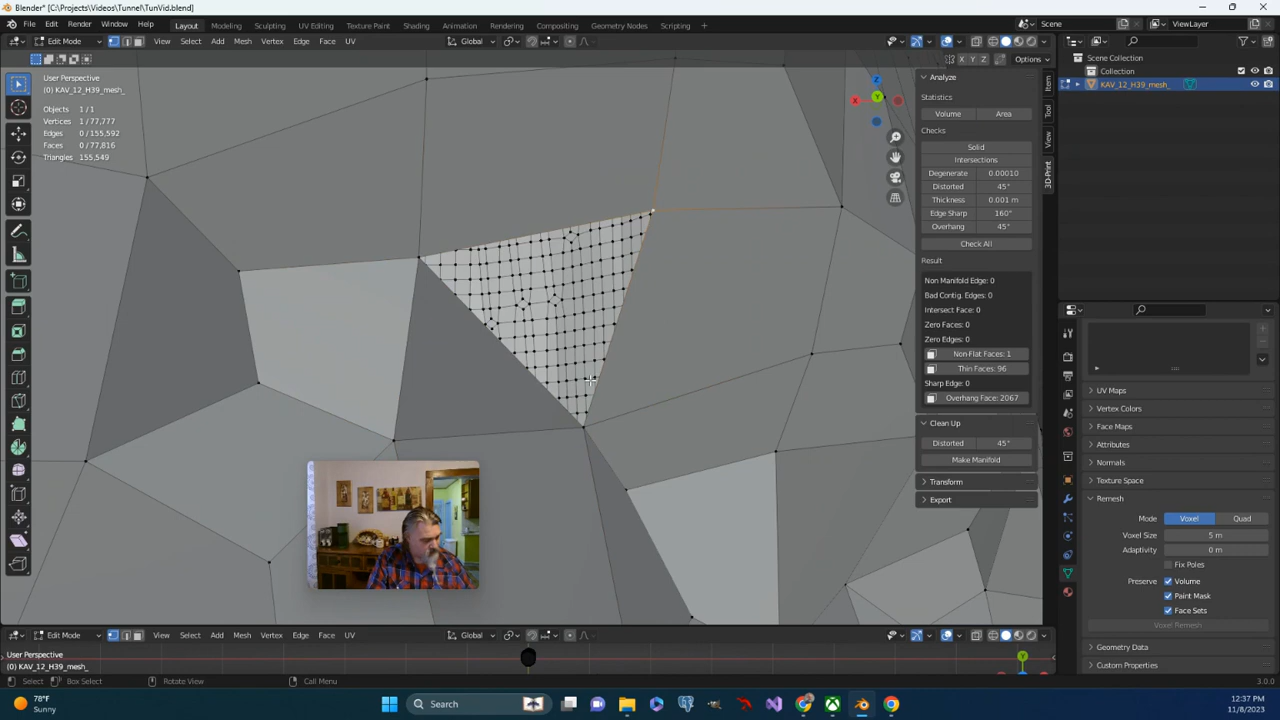 Blender* [C:\Projects\Videos\Tunnel\TunVid.blend]
File Edit Render Window Help Layout Modeling Sculpting UV Editing Texture Paint Shading Animation Rendering Compositing Geometry Nodes Scripting + Scene ViewLayer
Edit Mode View Select Add Mesh Vertex Edge Face UV Global
X Y Z Options
User Perspective
(0) KAV_12_H39_mesh_
Objects 1/1
Vertices 1/77,777
Edges 0/155,592
Faces 0/77,816
Triangles 155,549
Z
Y
X
Item
Tool
View
3D-Print
Analyze
Statistics
Volume Area
Checks
Solid
Intersections
Degenerate 0.00010
Distorted 45°
Thickness 0.001 m
Edge Sharp 160°
Overhang 45°
Check All
Result
Non Manifold Edge: 0
Bad Contig. Edges: 0
Intersect Face: 0
Zero Faces: 0
Zero Edges: 0
Non-Flat Faces: 1
Thin Faces: 96
Sharp Edge: 0
Overhang Face: 2067
Clean Up
Distorted 45°
Make Manifold
Transform
Export
Scene Collection
Collection
KAV_12_H39_mesh_
UV Maps
Vertex Colors
Face Maps
Attributes
Normals
Texture Space
Remesh
Mode Voxel Quad
Voxel Size 5 m
Adaptivity 0 m
Fix Poles
Preserve Volume
Paint Mask
Face Sets
Voxel Remesh
Geometry Data
Custom Properties
Edit Mode View Select Add Mesh Vertex Edge Face UV Global
User Perspective
(0) KAV_12_H39_mesh_
Y
Select Box Select Rotate View Call Menu 3.0.0
78°F
Sunny
Search
12:37 PM
11/8/2023